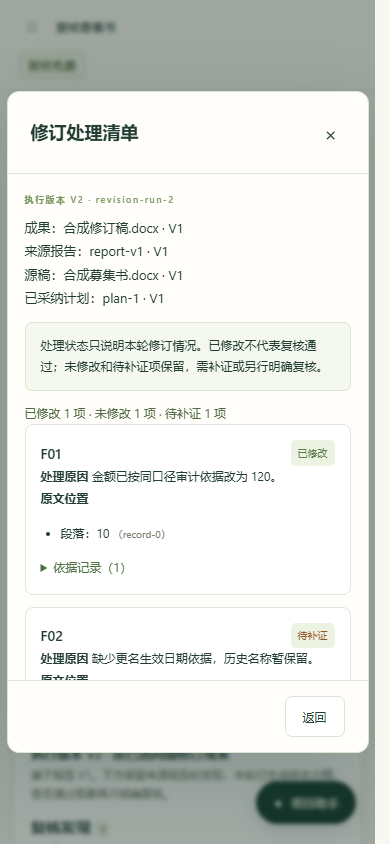 修订处理清单
×
执行版本 V2 · revision-run-2
成果：合成修订稿.docx · V1
来源报告：report-v1 · V1
源稿：合成募集书.docx · V1
已采纳计划：plan-1 · V1
处理状态只说明本轮修订情况。已修改不代表复核通
过；未修改和待补证项保留，需补证或另行明确复核。
已修改 1 项 · 未修改 1 项 · 待补证 1 项
F01
已修改
处理原因 金额已按同口径审计依据改为 120。
原文位置
• 段落：10 （record-0）
▶ 依据记录（1）
F02
待补证
处理原因 缺少更名生效日期依据，历史名称暂保留。
原文位置
返回